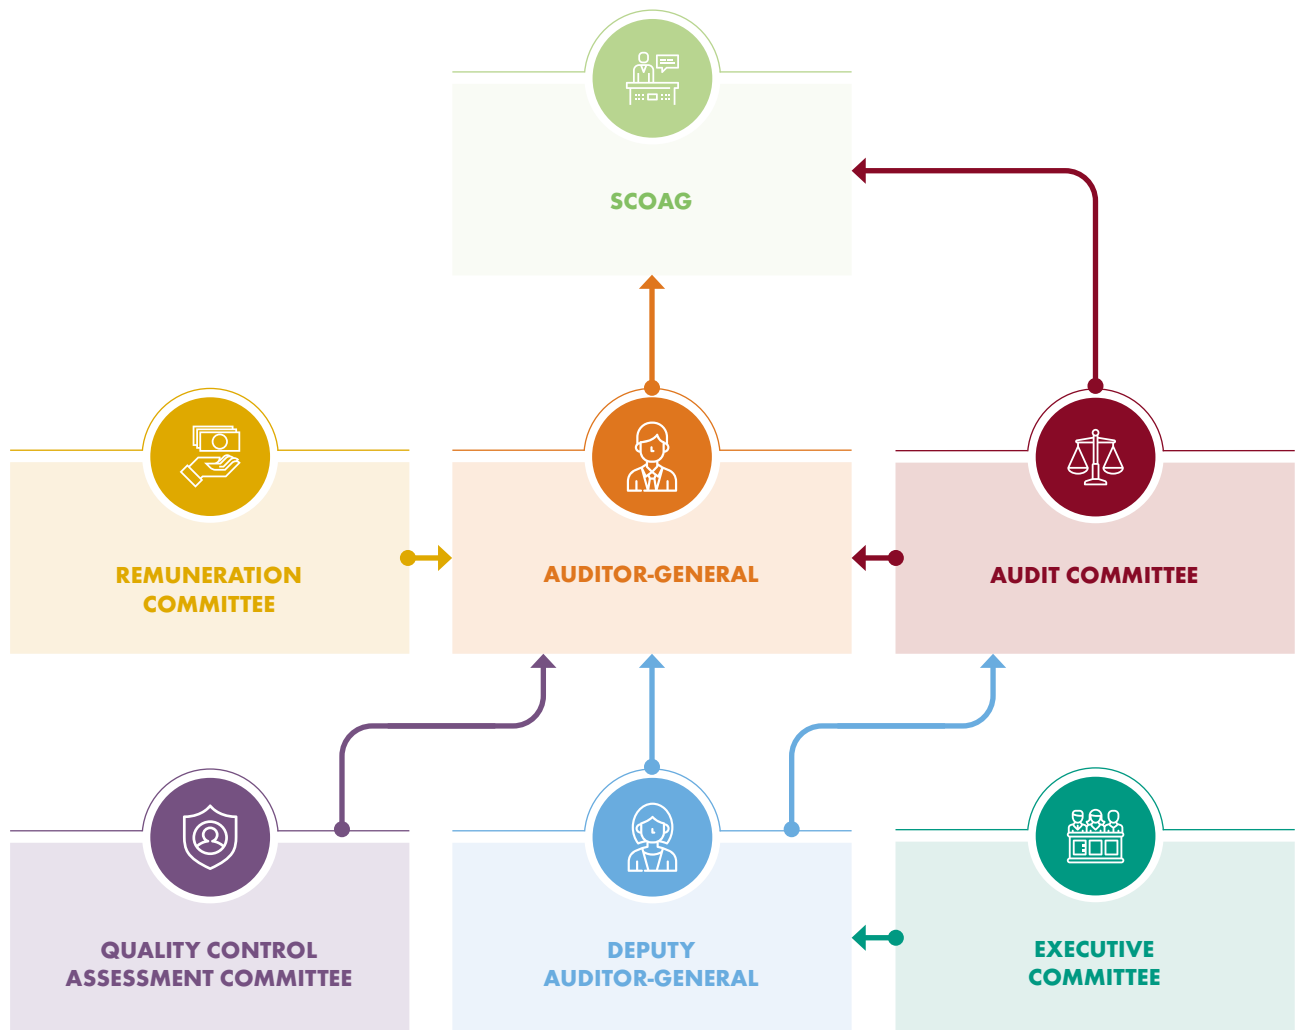 SCOAG
REMUNERATION
COMMITTEE
AUDITOR-GENERAL
AUDIT COMMITTEE
QUALITY CONTROL
ASSESSMENT COMMITTEE
DEPUTY
AUDITOR-GENERAL
EXECUTIVE
COMMITTEE